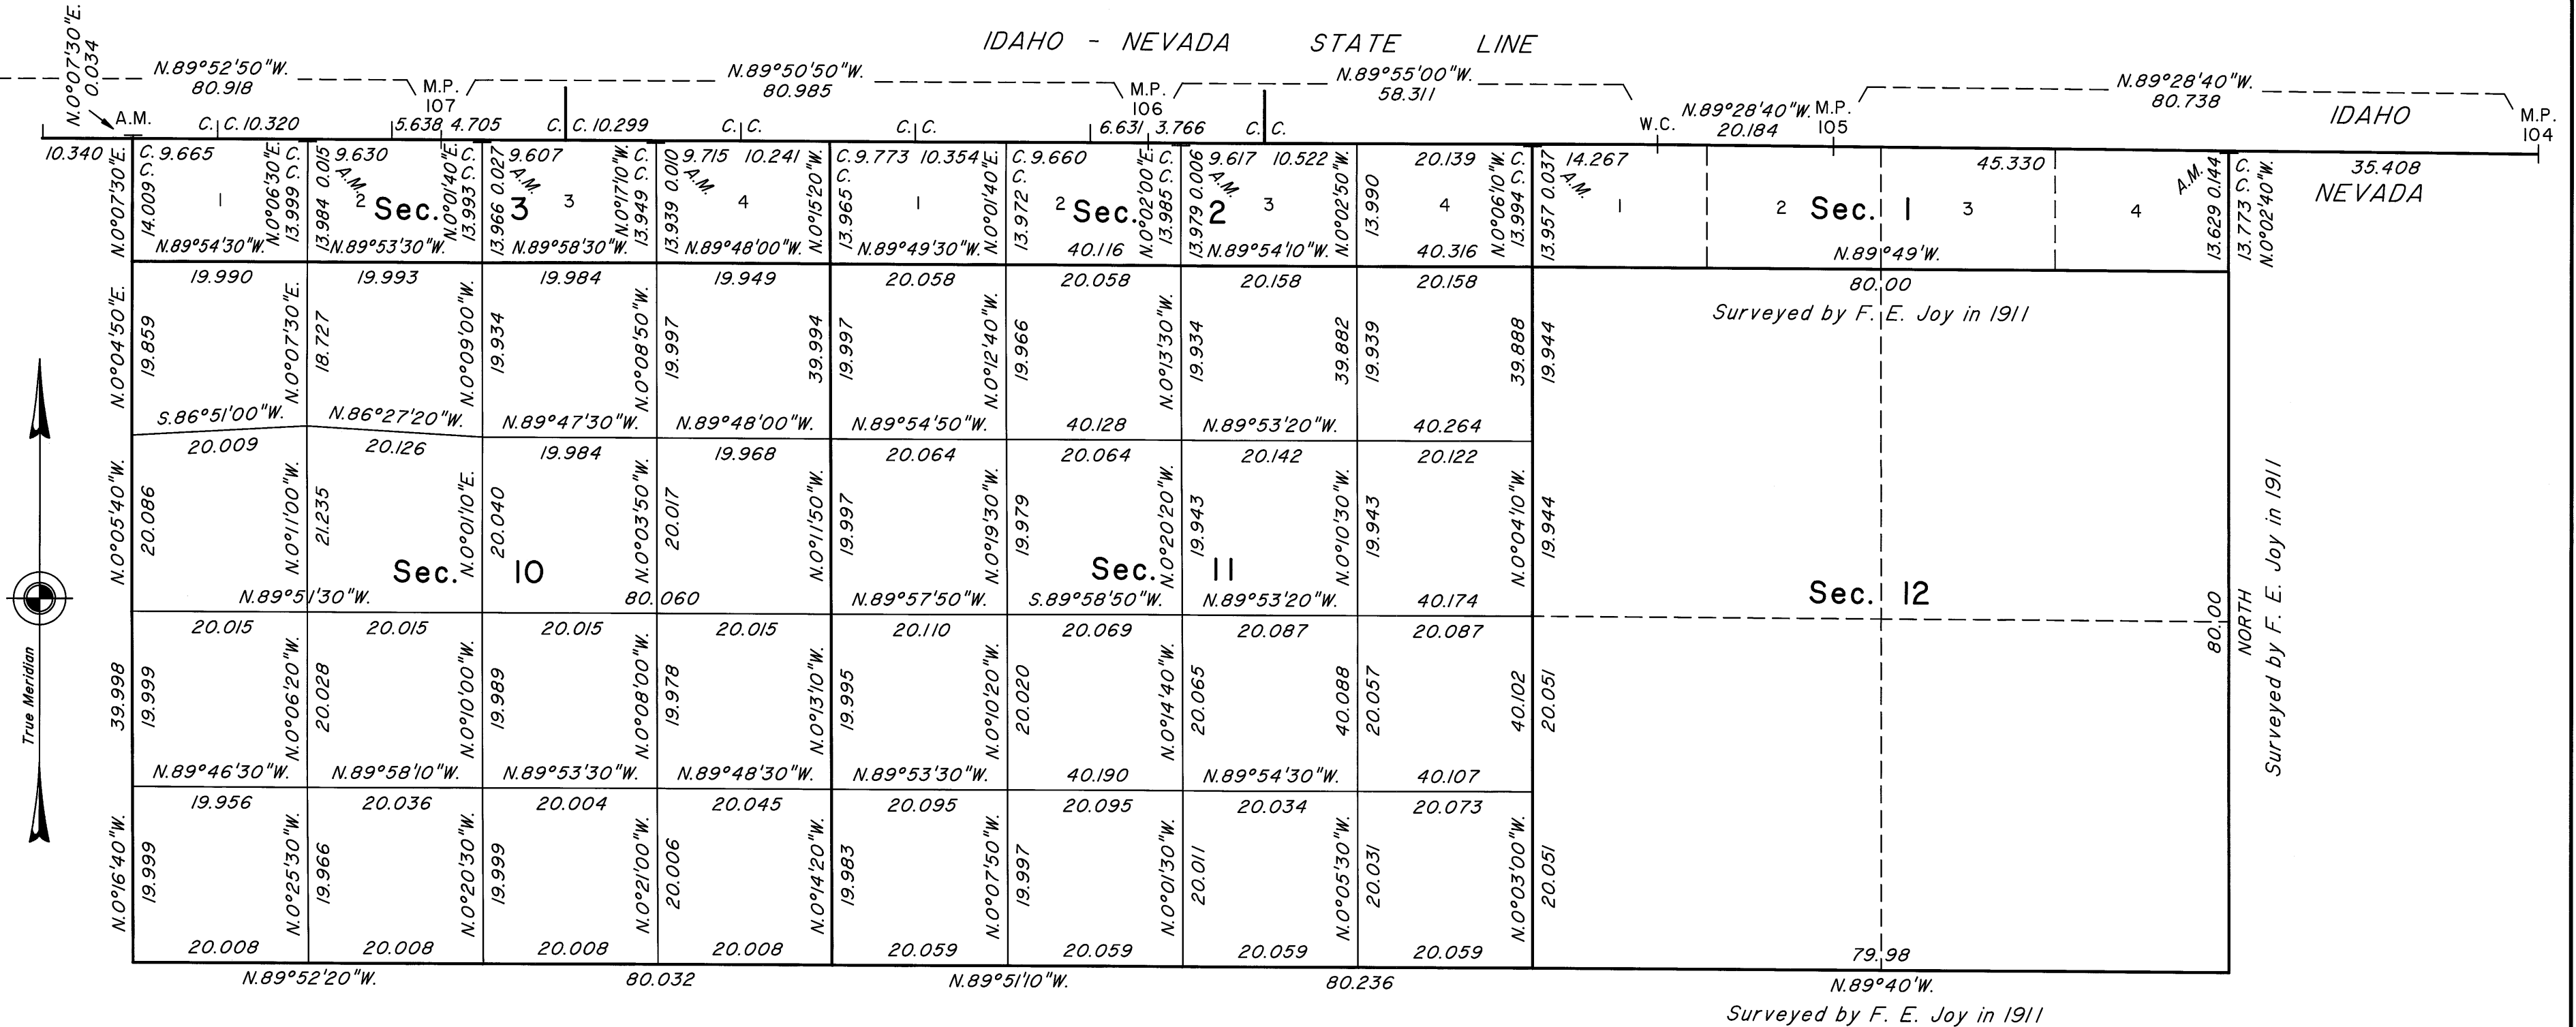 IDAHO - NEVADA STATE LINE
N.0°07'30"E.
0.034
N.89°52'50"W.
80.918
M.P.
107
N.89°50'50"W.
80.985
M.P.
106
N.89°55'00"W.
58.311
W.C.
N.89°28'40"W.
20.184
M.P.
105
N.89°28'40"W.
80.738
IDAHO
M.P.
104
A.M.
C. C. 10.320
5.638 4.705
C. C. 10.299
C. C.
C. C.
6.631 3.766
C. C.
10.340
C. 9.665
9.630
9.607
9.715 10.241
C. 9.773 10.354
C. 9.660
9.617 10.522
20.139
14.267
45.330
35.408
NEVADA
N.0°07'30"E.
14.009 C.
1
N.0°06'30"E.
13.999 C. C.
13.984 0.015
A.M.
2
Sec. 3
N.0°01'40"E.
13.993 C. C.
13.966 0.027
A.M.
3
N.0°17'10"W.
13.949 C. C.
13.939 0.010
A.M.
4
N.0°15'20"W.
13.965 C.
1
N.0°01'40"E.
13.972 C.
2
Sec. 2
N.0°02'00"E.
13.985 C. C.
13.979 0.006
A.M.
3
N.0°02'50"W.
13.990
4
N.0°06'10"W.
13.994 C. C.
13.957 0.037
A.M.
1
2
Sec. 1
3
4
A.M.
13.629 0.144
13.773 C. C.
N.0°02'40"W.
N.89°54'30"W.
N.89°53'30"W.
N.89°58'30"W.
N.89°48'00"W.
N.89°49'30"W.
40.116
N.89°54'10"W.
40.316
N.89°49'W.
19.990
19.993
19.984
19.949
20.058
20.058
20.158
20.158
80.00
Surveyed by F. E. Joy in 1911
N.0°04'50"E.
19.859
N.0°07'30"E.
18.727
N.0°09'00"W.
19.934
N.0°08'50"W.
19.997
39.994
19.997
N.0°12'40"W.
19.966
N.0°13'30"W.
19.934
39.882
19.939
39.888
19.944
S.86°51'00"W.
N.86°27'20"W.
N.89°47'30"W.
N.89°48'00"W.
N.89°54'50"W.
40.128
N.89°53'20"W.
40.264
20.009
20.126
19.984
19.968
20.064
20.064
20.142
20.122
N.0°05'40"W.
20.086
N.0°11'00"W.
21.235
N.0°01'10"E.
20.040
N.0°03'50"W.
20.017
N.0°11'50"W.
19.997
N.0°19'30"W.
19.979
N.0°20'20"W.
19.943
N.0°10'30"W.
19.943
N.0°04'10"W.
19.944
Sec. 10
Sec. 11
Sec. 12
N.89°51'30"W.
80.060
N.89°57'50"W.
S.89°58'50"W.
N.89°53'20"W.
40.174
20.015
20.015
20.015
20.015
20.110
20.069
20.087
20.087
80.00
NORTH
Surveyed by F. E. Joy in 1911
True Meridian
39.998
19.999
N.0°06'20"W.
20.028
N.0°10'00"W.
19.989
N.0°08'00"W.
19.978
N.0°13'10"W.
19.995
N.0°10'20"W.
20.020
N.0°14'40"W.
20.065
40.088
20.057
40.102
20.051
N.89°46'30"W.
N.89°58'10"W.
N.89°53'30"W.
N.89°48'30"W.
N.89°53'30"W.
40.190
N.89°54'30"W.
40.107
19.956
20.036
20.004
20.045
20.095
20.095
20.034
20.073
N.0°16'40"W.
19.999
N.0°25'30"W.
19.966
N.0°20'30"W.
19.999
N.0°21'00"W.
20.006
N.0°14'20"W.
19.983
N.0°07'50"W.
19.997
N.0°01'30"W.
20.011
N.0°05'30"W.
20.031
N.0°03'00"W.
20.051
20.008
20.008
20.008
20.008
20.059
20.059
20.059
20.059
79.98
N.89°52'20"W.
80.032
N.89°51'10"W.
80.236
N.89°40'W.
Surveyed by F. E. Joy in 1911